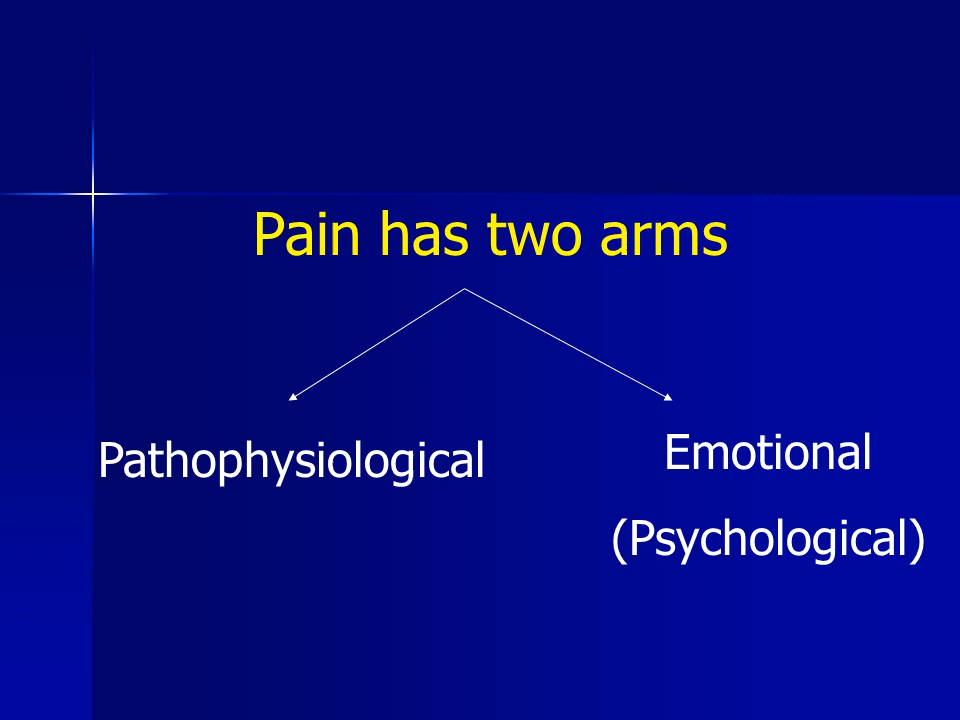 Pain has two arms
Pathophysiological
Emotional
(Psychological)